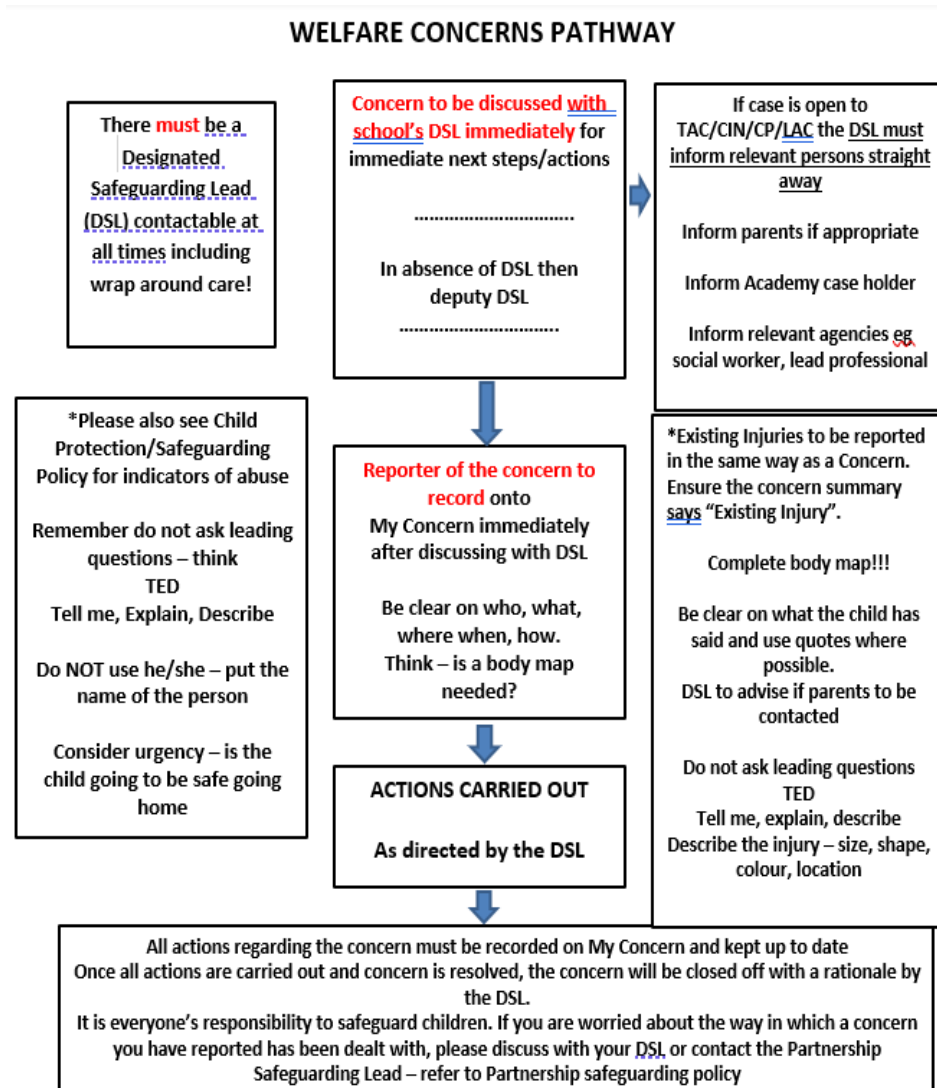 WELFARE CONCERNS PATHWAY
There must be a
Designated
Safeguarding Lead
(DSL) contactable at
all times including
wrap around care!
Concern to be discussed with
school's DSL immediately for
immediate next steps/actions
................................
In absence of DSL then
deputy DSL
................................
If case is open to
TAC/CIN/CP/LAC the DSL must
inform relevant persons straight
away
Inform parents if appropriate
Inform Academy case holder
Inform relevant agencies eg
social worker, lead professional
*Please also see Child
Protection/Safeguarding
Policy for indicators of abuse
Remember do not ask leading
questions – think
TED
Tell me, Explain, Describe
Do NOT use he/she – put the
name of the person
Consider urgency – is the
child going to be safe going
home
Reporter of the concern to
record onto
My Concern immediately
after discussing with DSL
Be clear on who, what,
where when, how.
Think – is a body map
needed?
*Existing Injuries to be reported
in the same way as a Concern.
Ensure the concern summary
says “Existing Injury”.
Complete body map!!!
Be clear on what the child has
said and use quotes where
possible.
DSL to advise if parents to be
contacted
Do not ask leading questions
TED
Tell me, explain, describe
Describe the injury – size, shape,
colour, location
ACTIONS CARRIED OUT
As directed by the DSL
All actions regarding the concern must be recorded on My Concern and kept up to date
Once all actions are carried out and concern is resolved, the concern will be closed off with a rationale by
the DSL.
It is everyone's responsibility to safeguard children. If you are worried about the way in which a concern
you have reported has been dealt with, please discuss with your DSL or contact the Partnership
Safeguarding Lead – refer to Partnership safeguarding policy